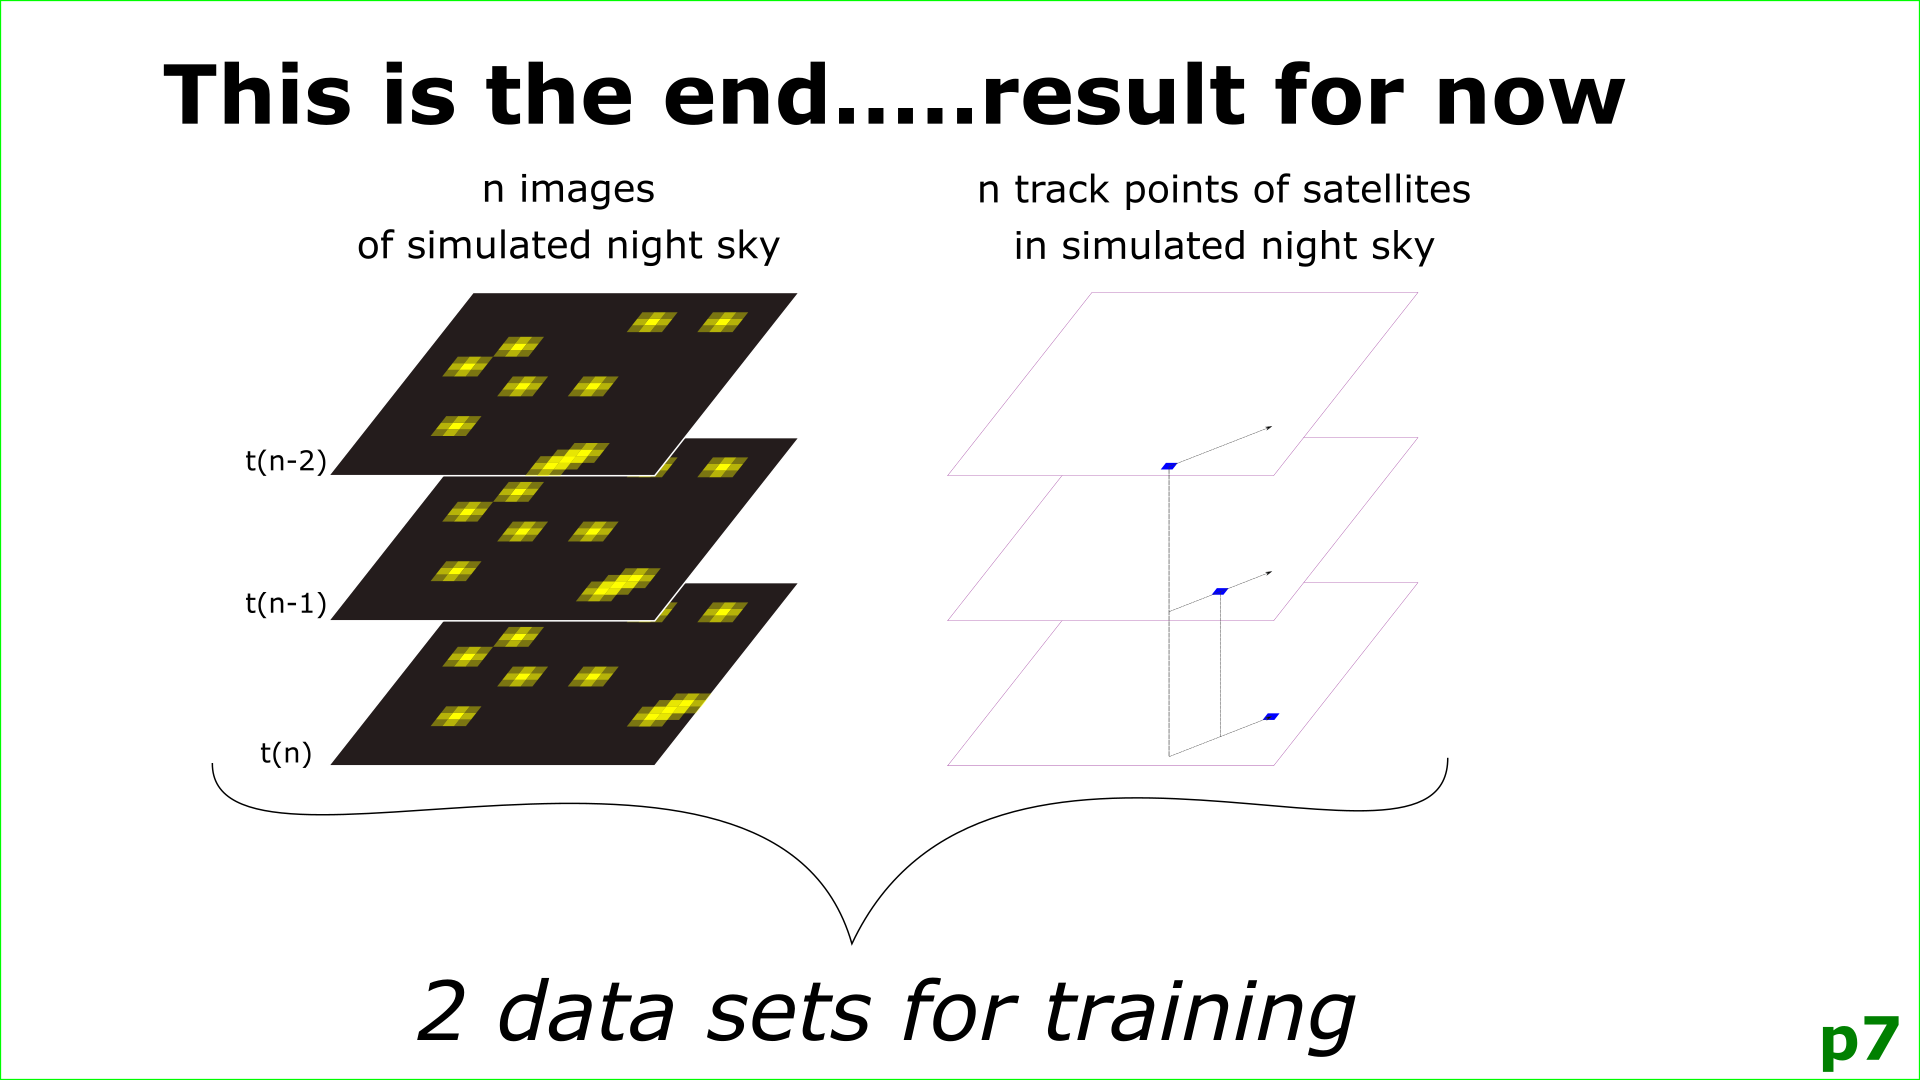 This is the end.....result for now
n images
of simulated night sky
n track points of satellites
in simulated night sky
t(n-2)
t(n-1)
t(n)
2 data sets for training
p7